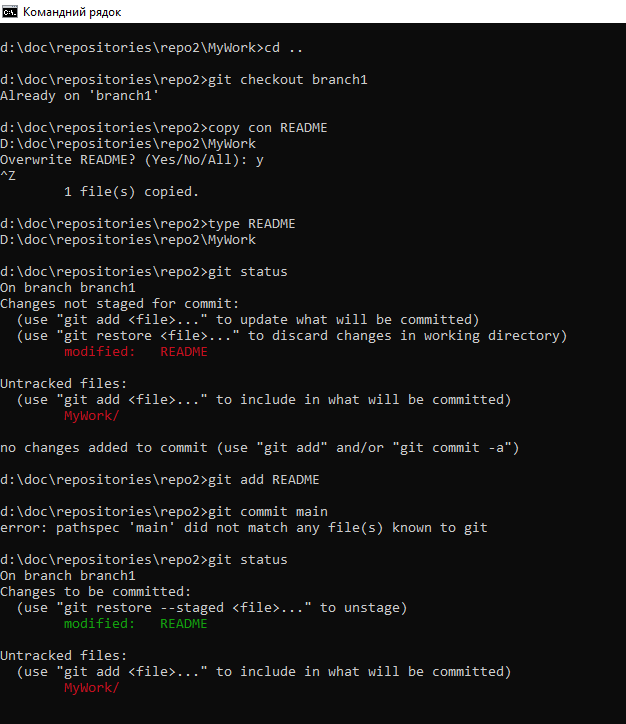 Командний рядок
d:\doc\repositories\repo2\MyWork>cd ..
d:\doc\repositories\repo2>git checkout branch1
Already on 'branch1'
d:\doc\repositories\repo2>copy con README
D:\doc\repositories\repo2\MyWork
Overwrite README? (Yes/No/All): y
^Z
        1 file(s) copied.
d:\doc\repositories\repo2>type README
D:\doc\repositories\repo2\MyWork
d:\doc\repositories\repo2>git status
On branch branch1
Changes not staged for commit:
  (use "git add <file>..." to update what will be committed)
  (use "git restore <file>..." to discard changes in working directory)
        modified:   README
Untracked files:
  (use "git add <file>..." to include in what will be committed)
        MyWork/
no changes added to commit (use "git add" and/or "git commit -a")
d:\doc\repositories\repo2>git add README
d:\doc\repositories\repo2>git commit main
error: pathspec 'main' did not match any file(s) known to git
d:\doc\repositories\repo2>git status
On branch branch1
Changes to be committed:
  (use "git restore --staged <file>..." to unstage)
        modified:   README
Untracked files:
  (use "git add <file>..." to include in what will be committed)
        MyWork/